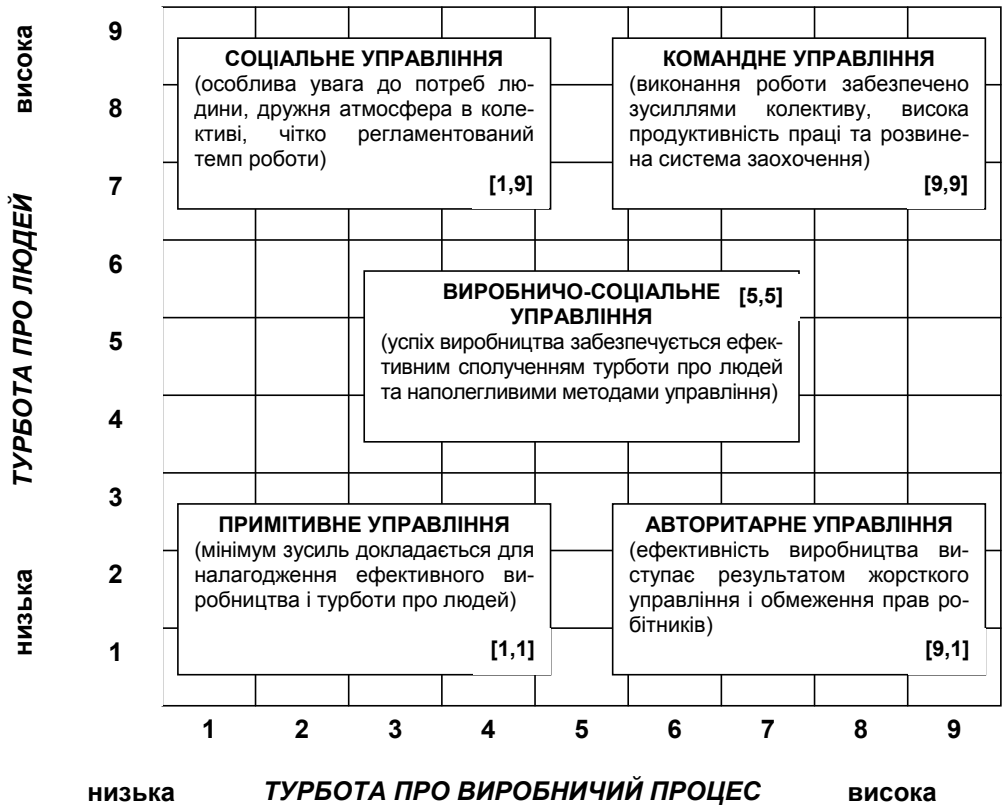 висока
ТУРБОТА ПРО ЛЮДЕЙ
низька
9
8
7
6
5
4
3
2
1
СОЦІАЛЬНЕ УПРАВЛІННЯ
(особлива увага до потреб лю-
дини, дружня атмосфера в коле-
ктиві, чітко регламентований
темп роботи)
[1,9]
КОМАНДНЕ УПРАВЛІННЯ
(виконання роботи забезпечено
зусиллями колективу, висока
продуктивність праці та розвине-
на система заохочення)
[9,9]
ВИРОБНИЧО-СОЦІАЛЬНЕ [5,5]
УПРАВЛІННЯ
(успіх виробництва забезпечується ефек-
тивним сполученням турботи про людей
та наполегливими методами управління)
ПРИМІТИВНЕ УПРАВЛІННЯ
(мінімум зусиль докладається для
налагодження ефективного ви-
робництва і турботи про людей)
[1,1]
АВТОРИТАРНЕ УПРАВЛІННЯ
(ефективність виробництва ви-
ступає результатом жорсткого
управління і обмеження прав ро-
бітників)
[9,1]
1 2 3 4 5 6 7 8 9
низька ТУРБОТА ПРО ВИРОБНИЧИЙ ПРОЦЕС висока